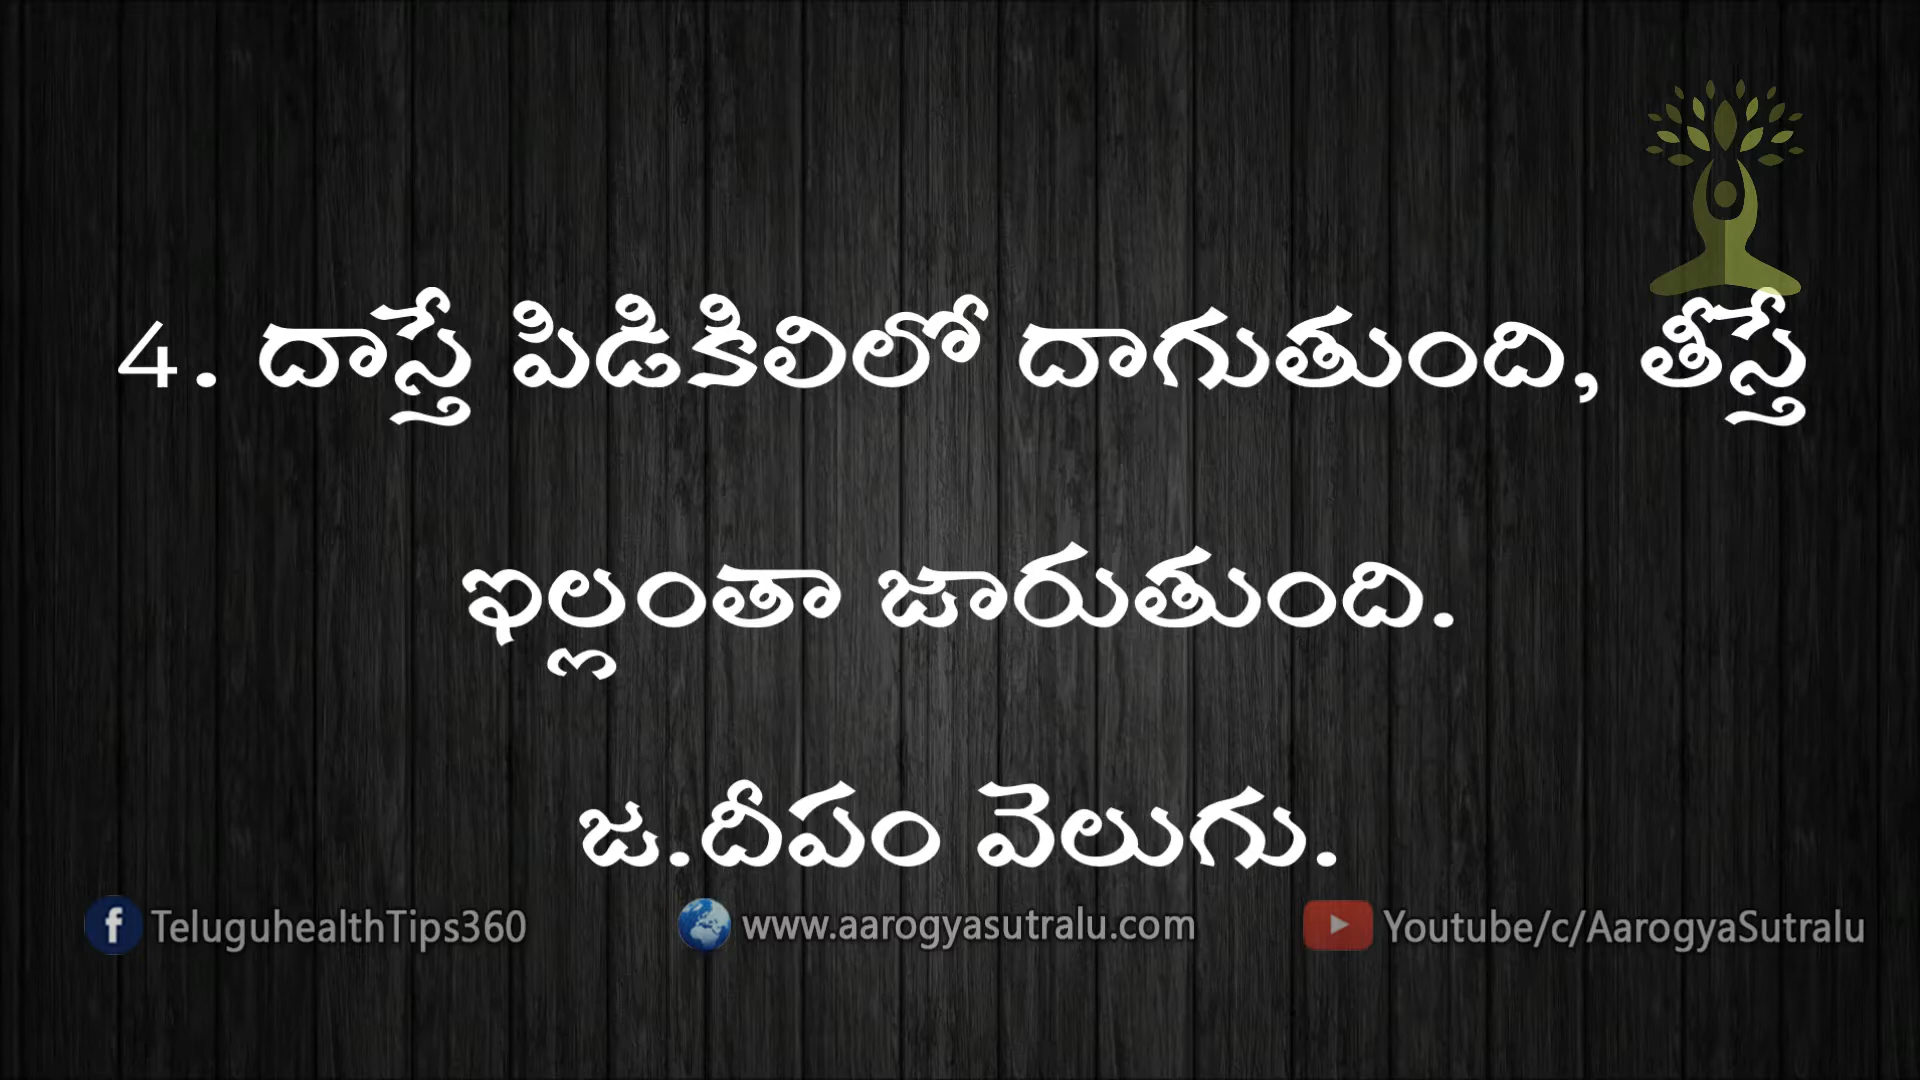 4. దాస్తే పిడికిలిలో దాగుతుంది, తీస్తే
ఇల్లంతా జారుతుంది.
జ.దీపం వెలుగు.
TeluguhealthTips360 www.aarogyasutralu.com Youtube/c/AarogyaSutralu